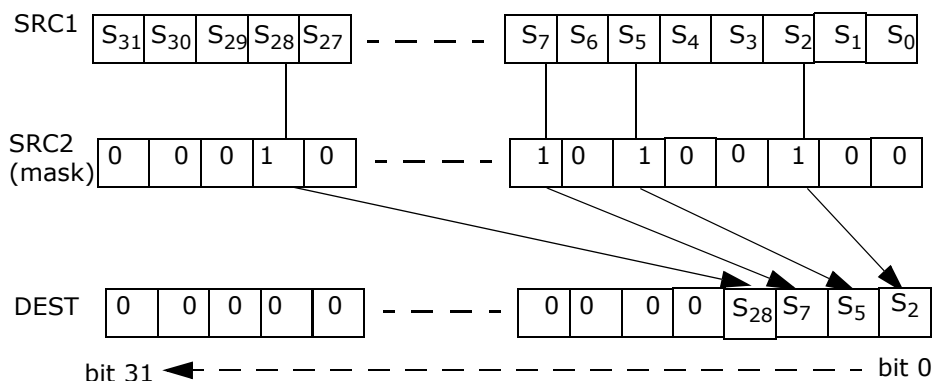 SRC1 S31 S30 S29 S28 S27 S7 S6 S5 S4 S3 S2 S1 S0
SRC2
(mask) 0 0 0 1 0 1 0 1 0 0 1 0 0
DEST 0 0 0 0 0 0 0 0 0 S28 S7 S5 S2
bit 31 bit 0